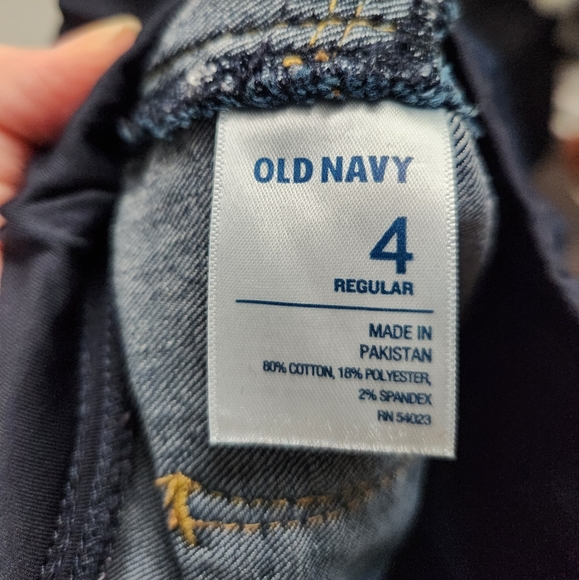 OLD NAVY
4
REGULAR
MADE IN
PAKISTAN
80% COTTON, 18% POLYESTER,
2% SPANDEX
RN 54023